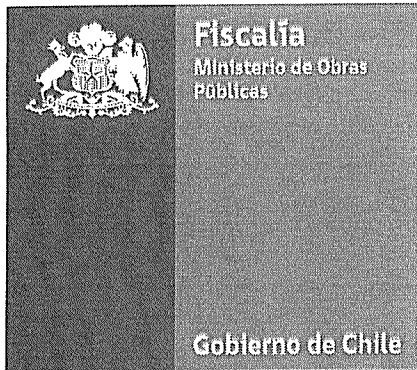 Fiscalía
Ministerio de Obras
Públicas
Gobierno de Chile